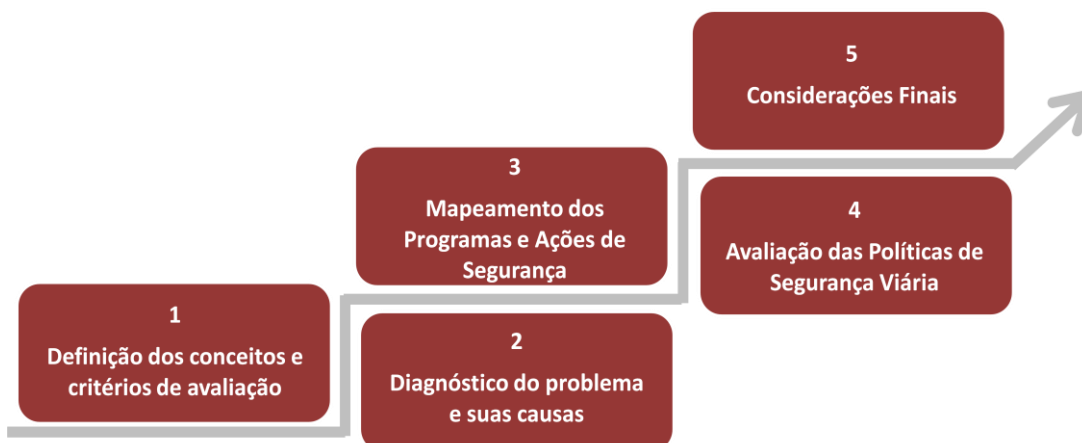 1
Definição dos conceitos e
critérios de avaliação
2
Diagnóstico do problema
e suas causas
3
Mapeamento dos
Programas e Ações de
Segurança
4
Avaliação das Políticas de
Segurança Viária
5
Considerações Finais